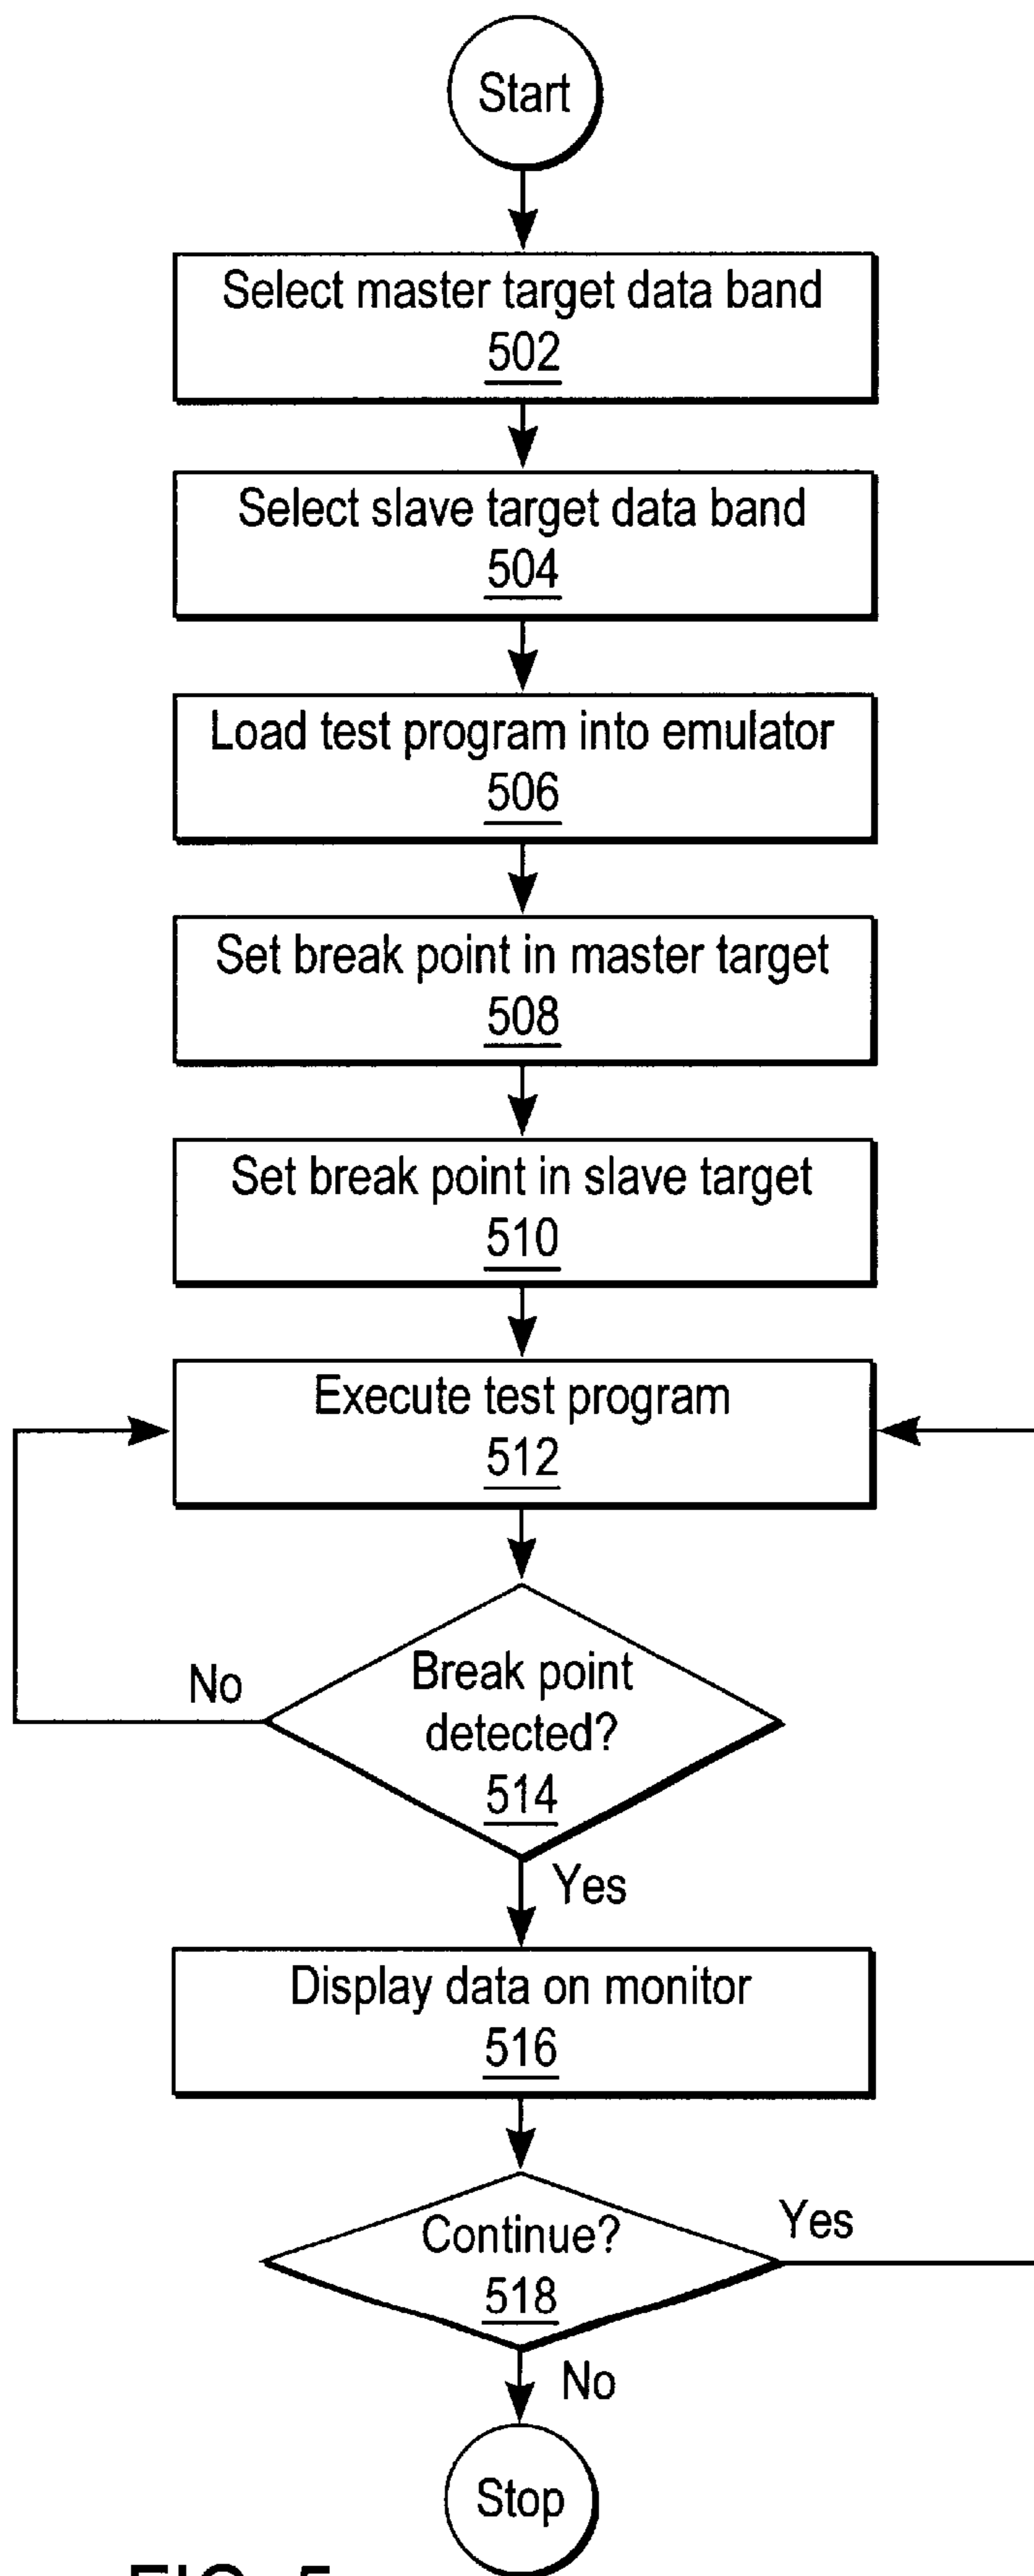 Start
Select master target data band
502
Select slave target data band
504
Load test program into emulator
506
Set break point in master target
508
Set break point in slave target
510
Execute test program
512
No
Break point
detected?
514
Yes
Display data on monitor
516
Continue?
Yes
518
No
Stop
FIG. 5